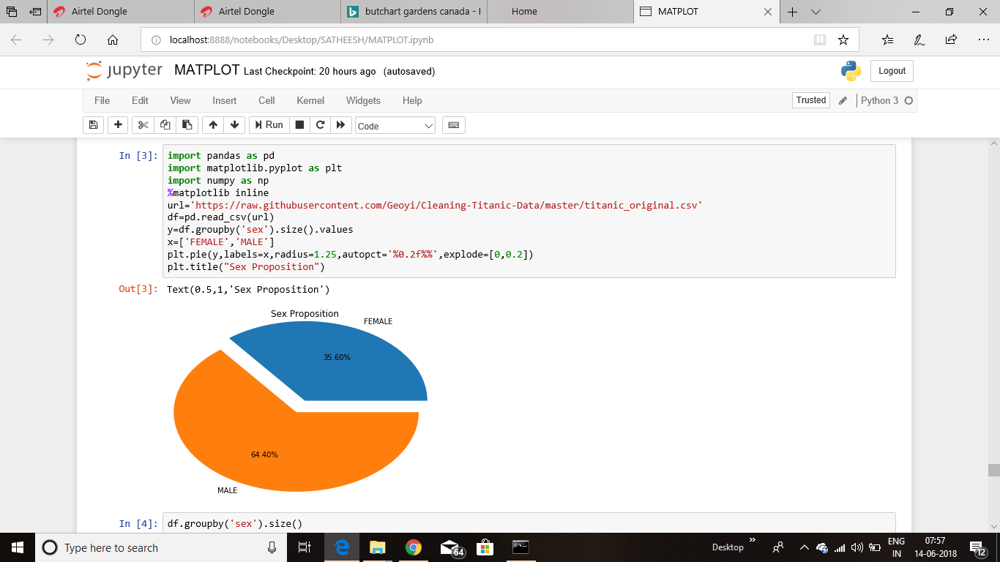 Airtel Dongle
Airtel Dongle
butchart gardens canada - I
Home
MATPLOT
localhost:8888/notebooks/Desktop/SATHEESH/MATPLOT.ipynb
jupyter MATPLOT Last Checkpoint: 20 hours ago (autosaved)
Logout
File Edit View Insert Cell Kernel Widgets Help
Trusted
Python 3
Run
Code
In [3]:
import pandas as pd
import matplotlib.pyplot as plt
import numpy as np
%matplotlib inline
url='https://raw.githubusercontent.com/Geoyi/Cleaning-Titanic-Data/master/titanic_original.csv'
df=pd.read_csv(url)
y=df.groupby('sex').size().values
x=['FEMALE','MALE']
plt.pie(y,labels=x,radius=1.25,autopct='%0.2f%%',explode=[0,0.2])
plt.title("Sex Proposition")
Out[3]: Text(0.5,1,'Sex Proposition')
Sex Proposition
FEMALE
35.60%
64.40%
MALE
In [4]: df.groupby('sex').size()
Type here to search
64
Desktop
ENG
IN
07:57
14-06-2018
12